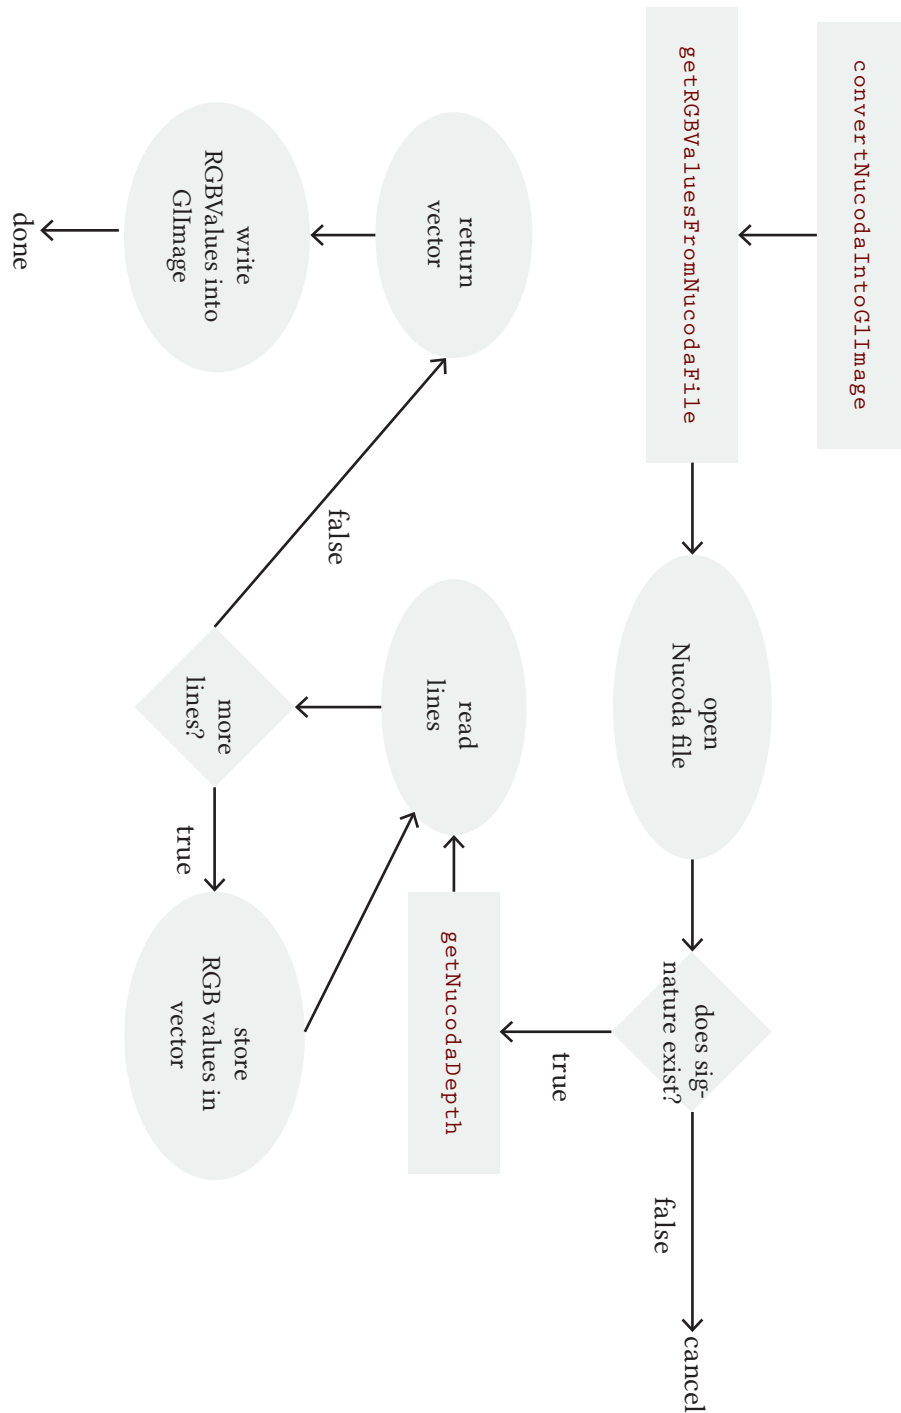 convertNucodaIntoGlImage
getRGBValuesFromNucodaFile
open
Nucoda file
does sig-
nature exist?
false
cancel
true
getNucodaDepth
read
lines
more
lines?
true
store
RGB values in
vector
false
return
vector
write
RGBValues into
GlImage
done